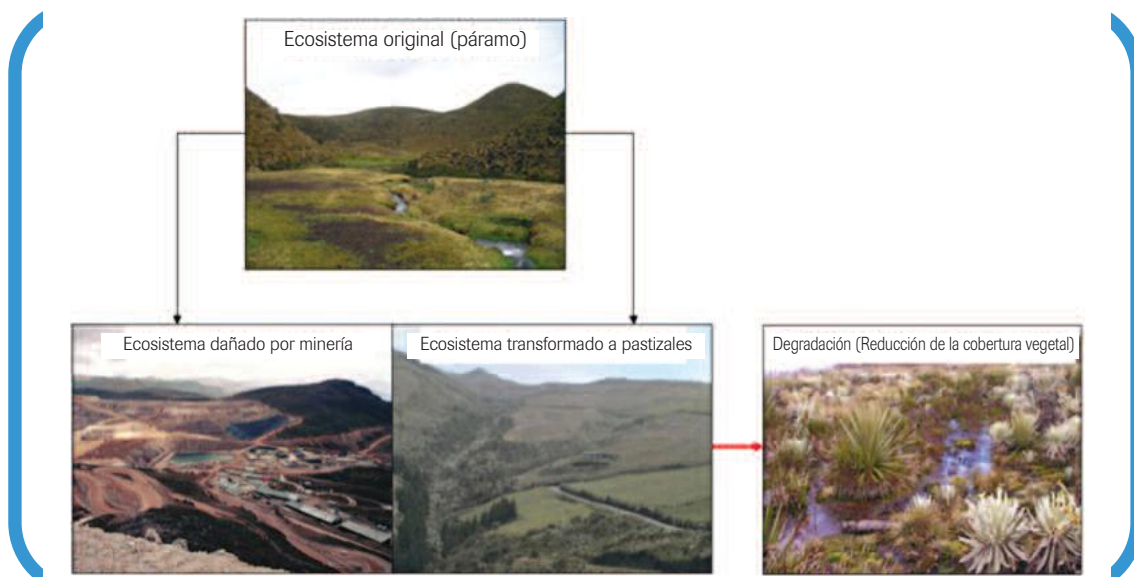 Ecosistema original (páramo)
Ecosistema dañado por minería
Ecosistema transformado a pastizales
Degradación (Reducción de la cobertura vegetal)